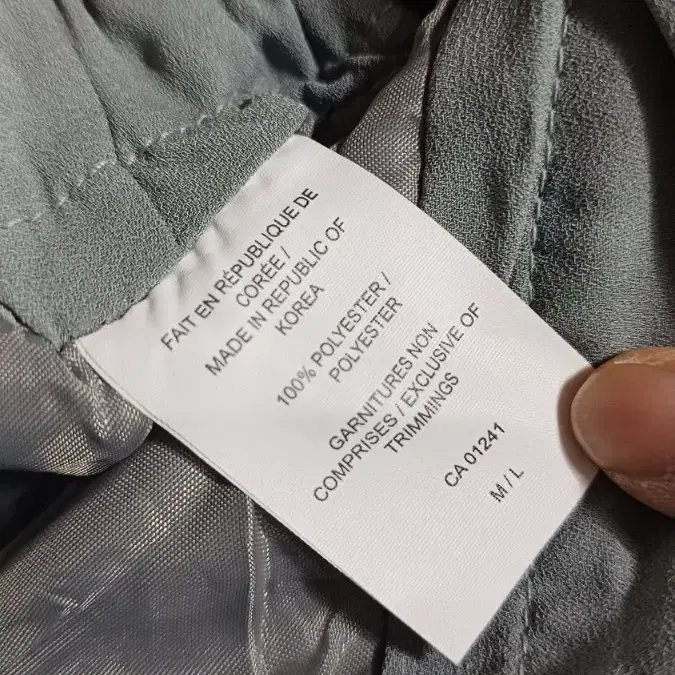 FAIT EN RÉPUBLIQUE DE
CORÉE /
MADE IN REPUBLIC OF
KOREA
100% POLYESTER /
POLYESTER
GARNITURES NON
COMPRISES / EXCLUSIVE OF
TRIMMINGS
CA 01241
M / L